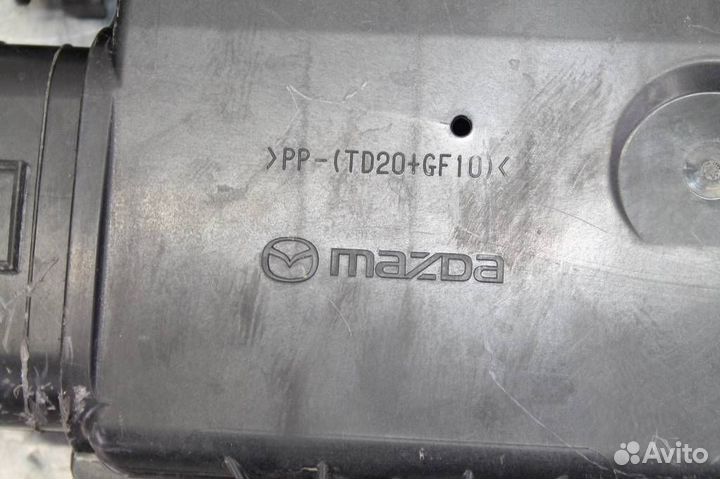 >PP-(TD20+GF10)<
mazda
Avito